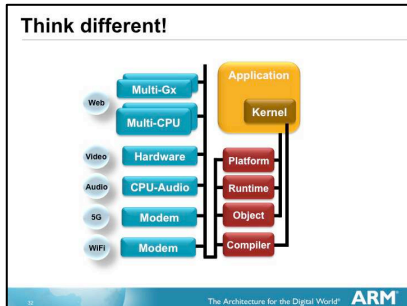 Think different!
Application
Multi-Gx
Web
Kernel
Multi-CPU
Video
Hardware
Platform
Audio
CPU-Audio
Runtime
5G
Modem
Object
WiFi
Modem
Compiler
32
The Architecture for the Digital World®
ARM®